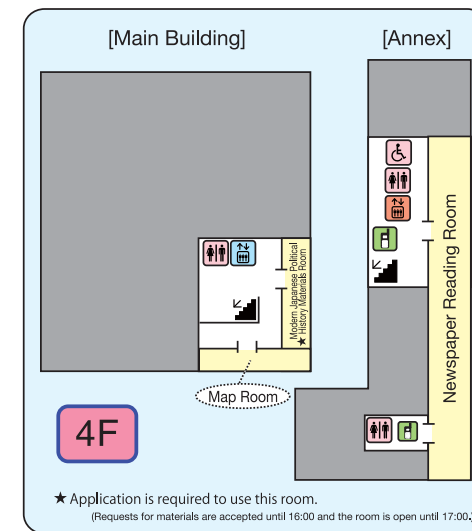 [Main Building]
[Annex]
Modern Japanese Political
★ History Materials Room
Newspaper Reading Room
Map Room
4F
★ Application is required to use this room.
(Requests for materials are accepted until 16:00 and the room is open until 17:00.)